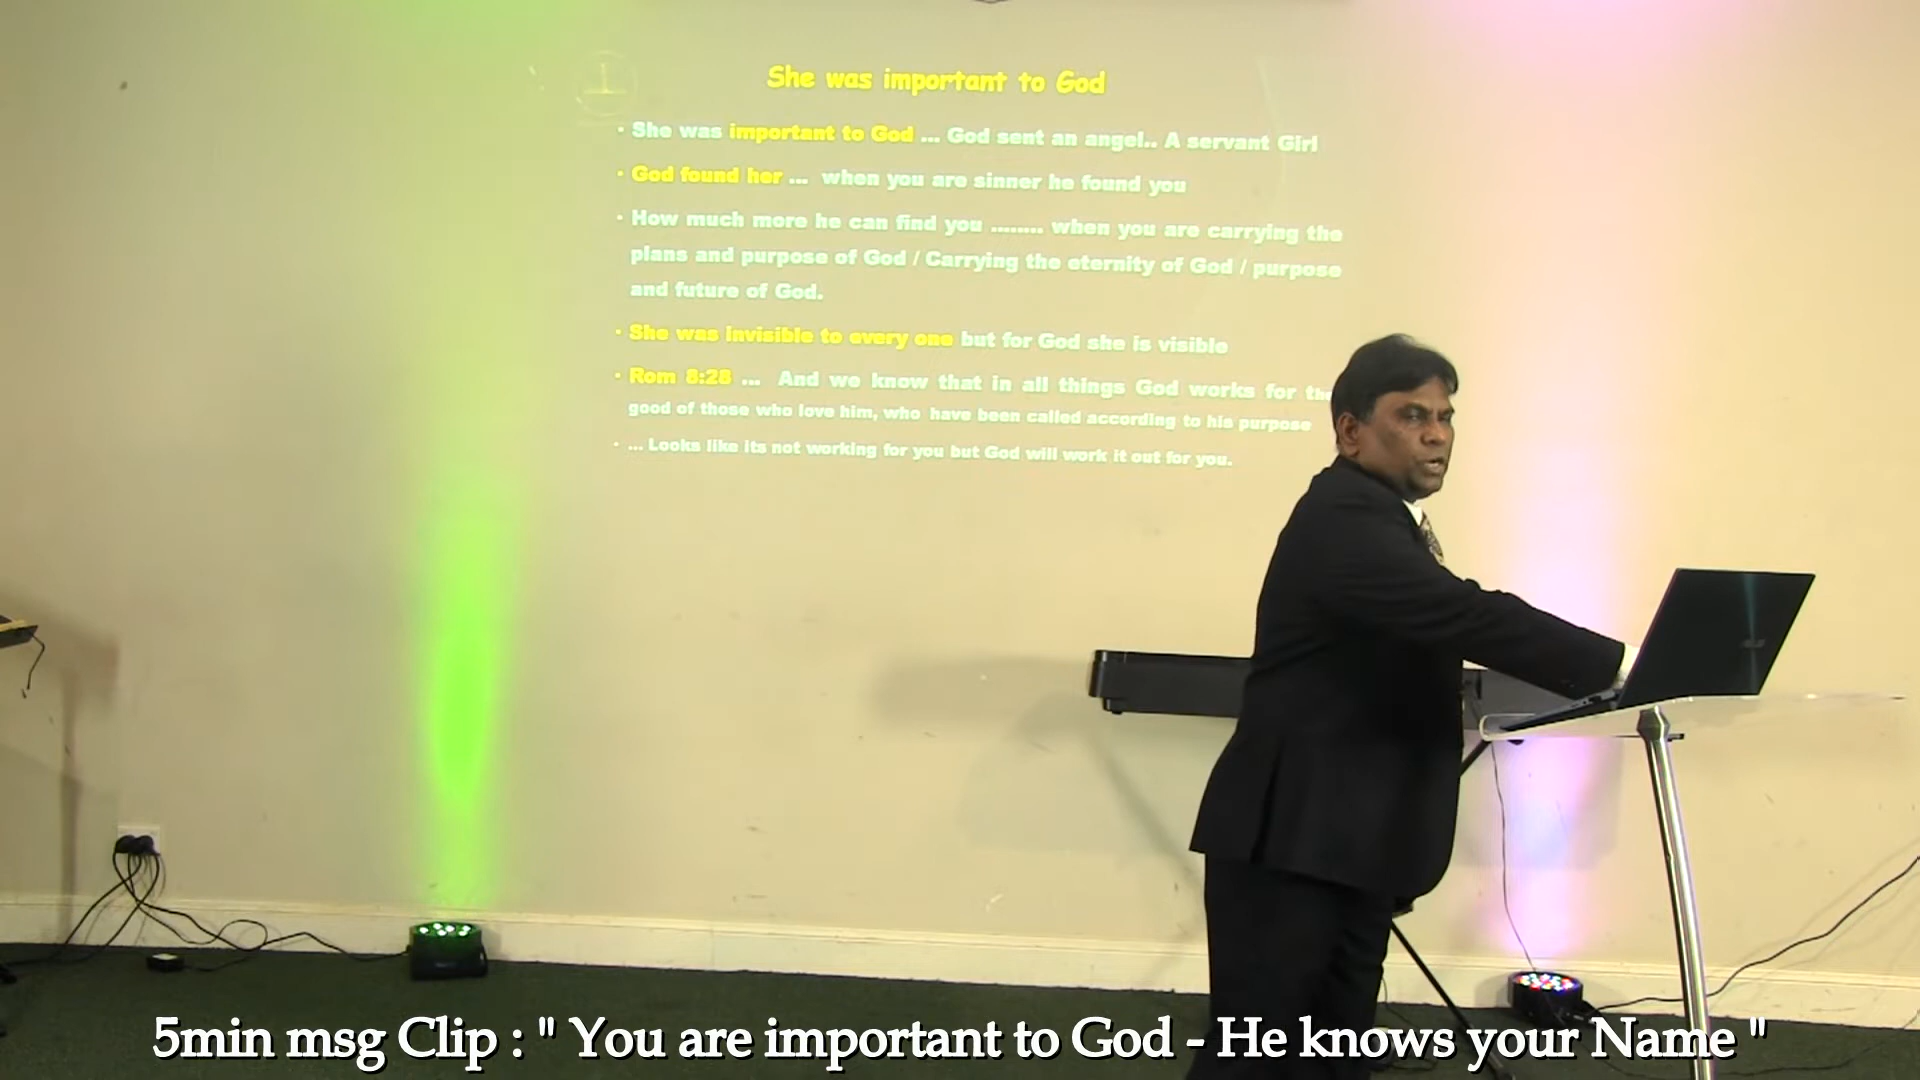 She was important to God
• She was important to God ... God sent an angel.. A servant Girl
• God found her ... when you are sinner he found you
• How much more he can find you ........ when you are carrying the
plans and purpose of God / Carrying the eternity of God / purpose
and future of God.
• She was invisible to every one but for God she is visible
• Rom 8:28 ... And we know that in all things God works for the
good of those who love him, who have been called according to his purpose
• ... Looks like its not working for you but God will work it out for you.
5min msg Clip : " You are important to God - He knows your Name "